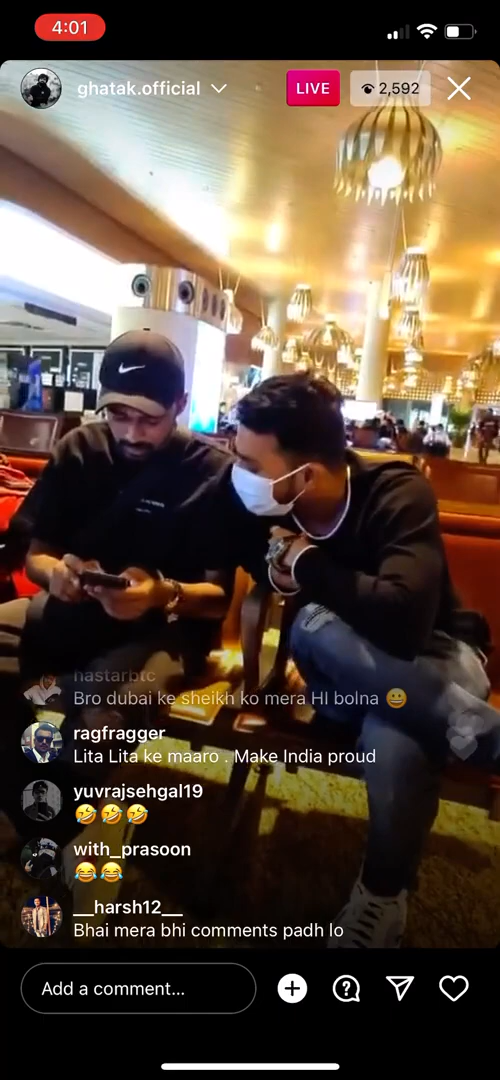 4:01
ghatak.official
LIVE
2,592
hastarbtc
Bro dubai ke sheikh ko mera HI bolna 😀
ragfragger
Lita Lita ke maaro . Make India proud
yuvrajsehgal19
🤣🤣🤣
with_prasoon
😂😂
__harsh12__
Bhai mera bhi comments padh lo
Add a comment...